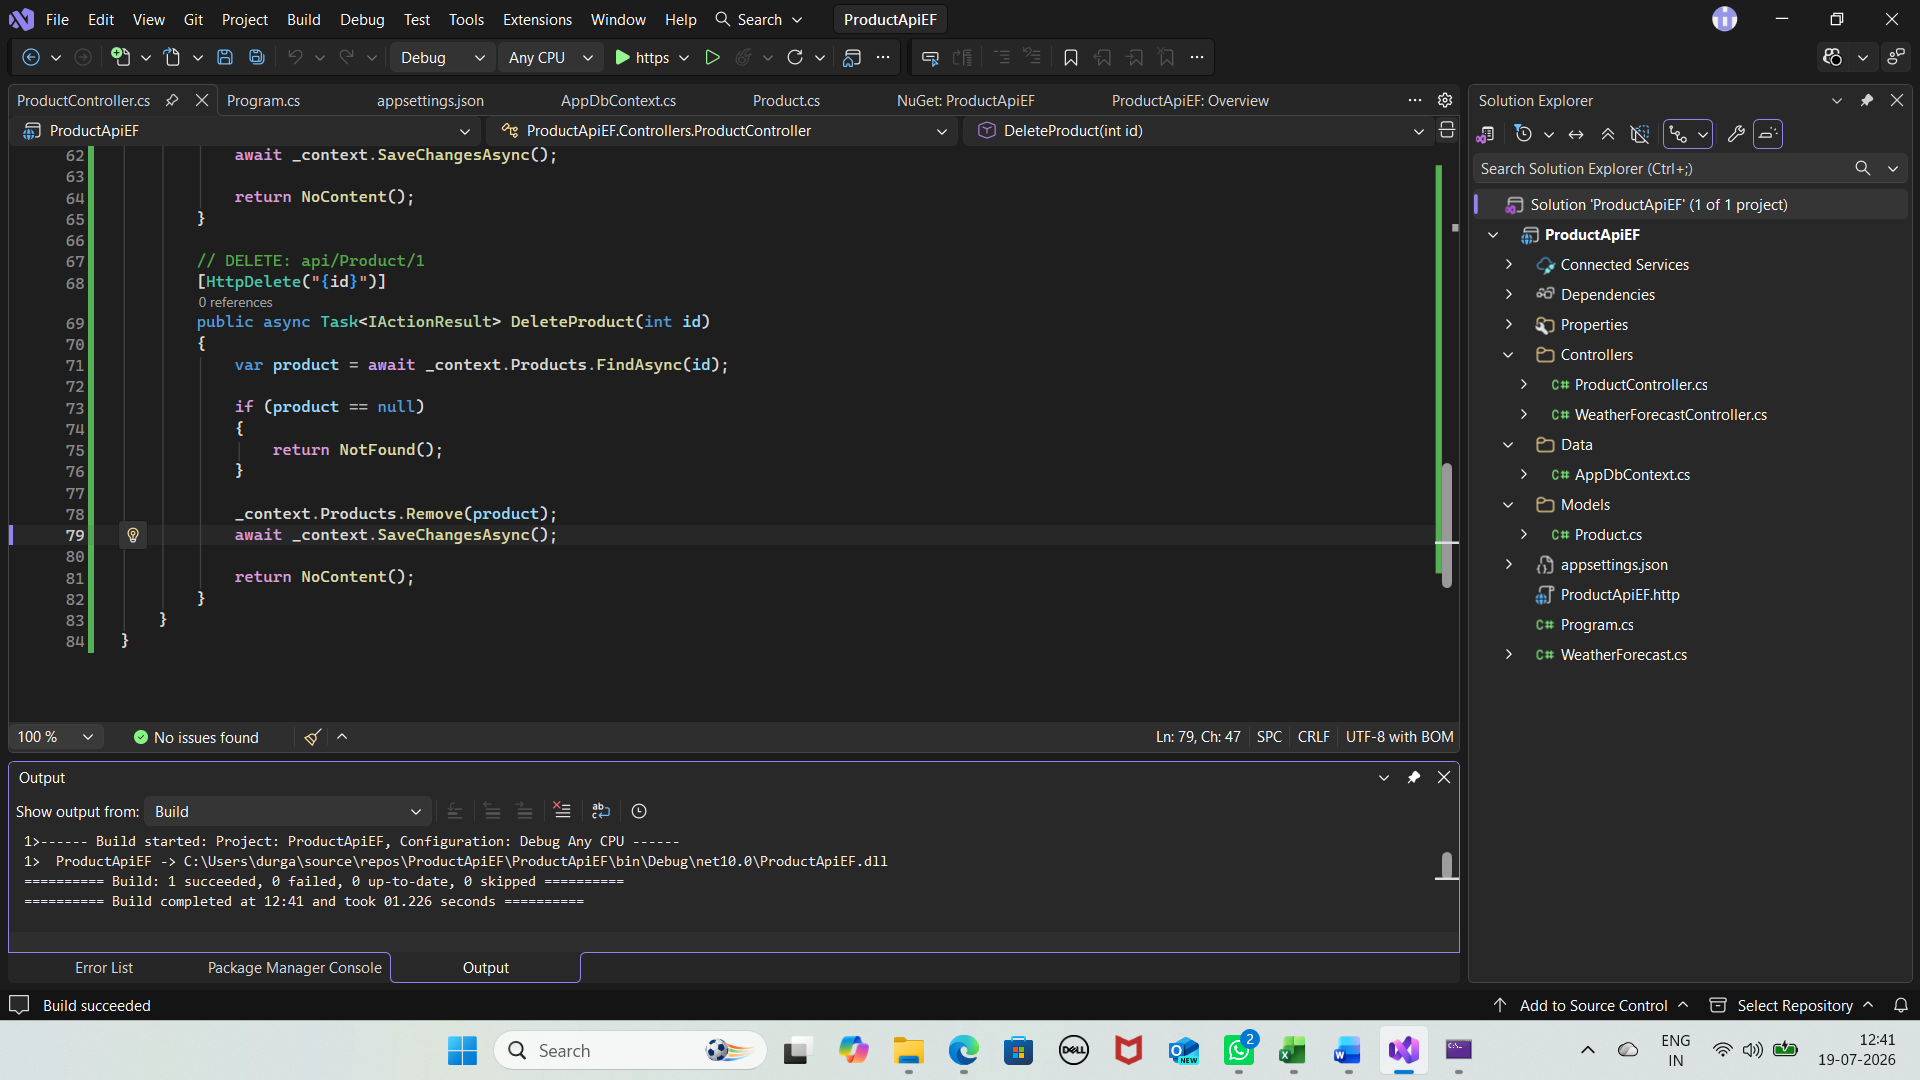 File Edit View Git Project Build Debug Test Tools Extensions Window Help Search ProductApiEF
Debug Any CPU https
ProductController.cs Program.cs appsettings.json AppDbContext.cs Product.cs NuGet: ProductApiEF ProductApiEF: Overview
ProductApiEF ProductApiEF.Controllers.ProductController DeleteProduct(int id)
62 await _context.SaveChangesAsync();
63
64 return NoContent();
65 }
66
67 // DELETE: api/Product/1
68 [HttpDelete("{id}")]
0 references
69 public async Task<IActionResult> DeleteProduct(int id)
70 {
71 var product = await _context.Products.FindAsync(id);
72
73 if (product == null)
74 {
75 return NotFound();
76 }
77
78 _context.Products.Remove(product);
79 await _context.SaveChangesAsync();
80
81 return NoContent();
82 }
83 }
84 }
100 % No issues found Ln: 79, Ch: 47 SPC CRLF UTF-8 with BOM
Output
Show output from: Build
1>------ Build started: Project: ProductApiEF, Configuration: Debug Any CPU ------
1>  ProductApiEF -> C:\Users\durga\source\repos\ProductApiEF\ProductApiEF\bin\Debug\net10.0\ProductApiEF.dll
========== Build: 1 succeeded, 0 failed, 0 up-to-date, 0 skipped ==========
========== Build completed at 12:41 and took 01.226 seconds ==========
Error List Package Manager Console Output
Solution Explorer
Search Solution Explorer (Ctrl+;)
Solution 'ProductApiEF' (1 of 1 project)
ProductApiEF
Connected Services
Dependencies
Properties
Controllers
C# ProductController.cs
C# WeatherForecastController.cs
Data
C# AppDbContext.cs
Models
C# Product.cs
appsettings.json
ProductApiEF.http
C# Program.cs
C# WeatherForecast.cs
Build succeeded Add to Source Control Select Repository
Search DELL NEW 2 ENG 12:41
IN 19-07-2026